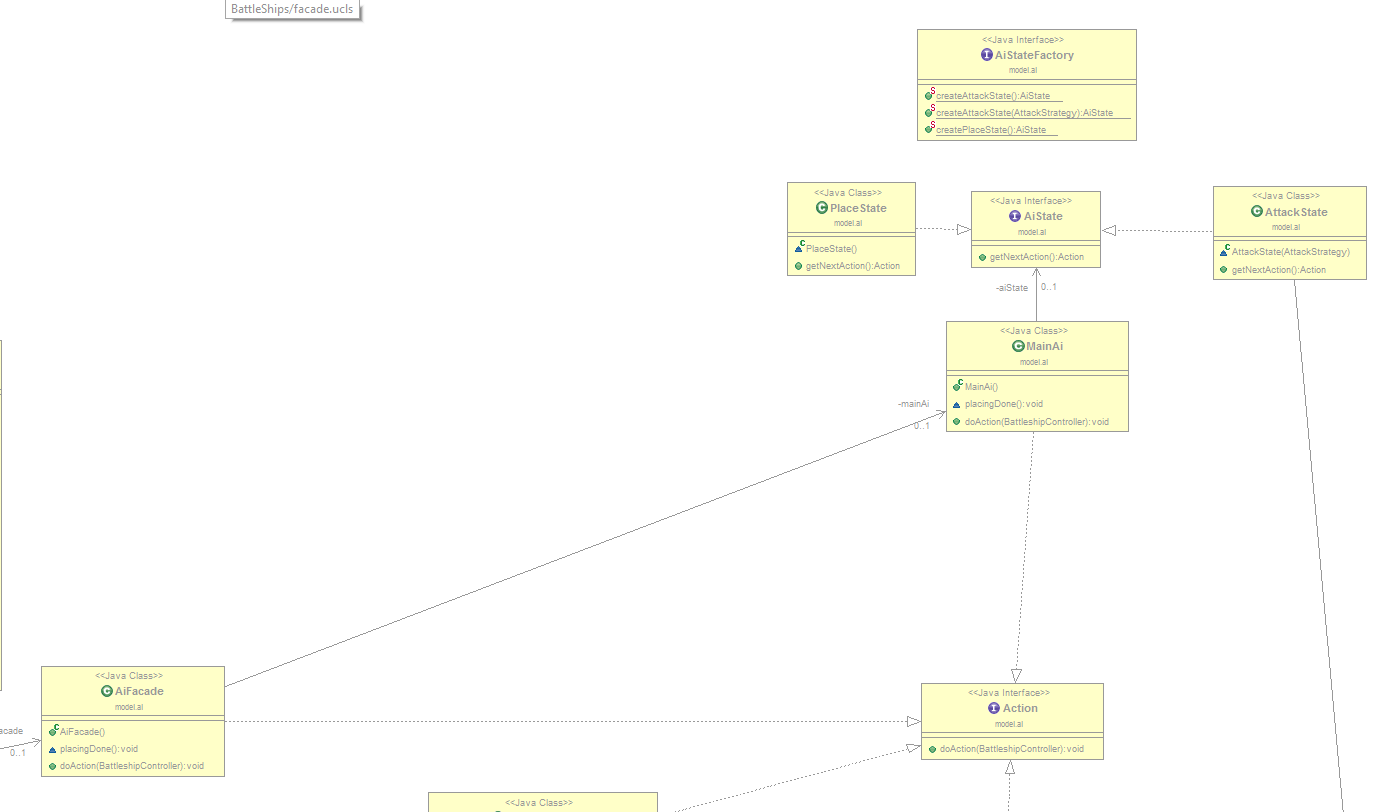 BattleShips/facade.ucls
<<Java Interface>>
AiStateFactory
model.ai
createAttackState():AiState
createAttackState(AttackStrategy):AiState
createPlaceState():AiState
<<Java Class>>
PlaceState
model.ai
PlaceState()
getNextAction():Action
<<Java Interface>>
AiState
model.ai
getNextAction():Action
<<Java Class>>
AttackState
model.ai
AttackState(AttackStrategy)
getNextAction():Action
-aiState
0..1
<<Java Class>>
MainAi
model.ai
MainAi()
placingDone():void
doAction(BattleshipController):void
-mainAi
0..1
<<Java Class>>
AiFacade
model.ai
AiFacade()
placingDone():void
doAction(BattleshipController):void
acade
0..1
<<Java Interface>>
Action
model.ai
doAction(BattleshipController):void
<<Java Class>>